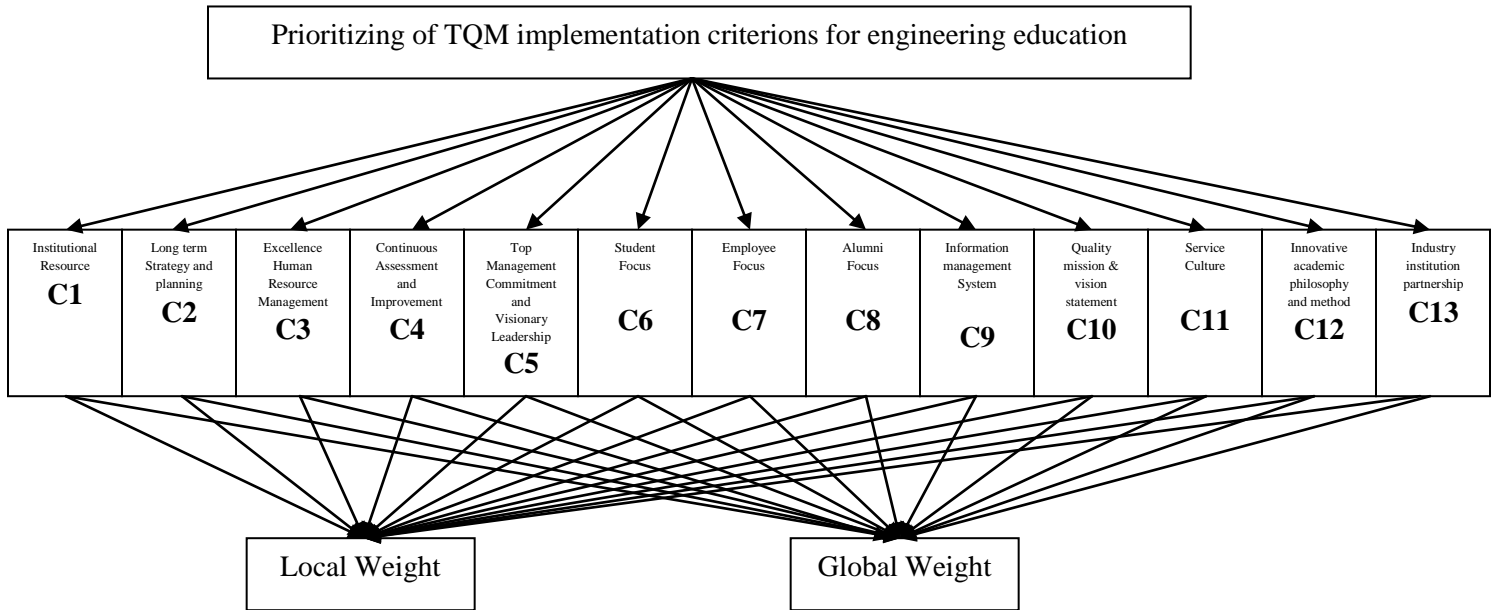 Prioritizing of TQM implementation criterions for engineering education
Institutional
Resource
C1
Long term
Strategy and
planning
C2
Excellence
Human
Resource
Management
C3
Continuous
Assessment
and
Improvement
C4
Top
Management
Commitment
and
Visionary
Leadership
C5
Student
Focus
C6
Employee
Focus
C7
Alumni
Focus
C8
Information
management
System
C9
Quality
mission &
vision
statement
C10
Service
Culture
C11
Innovative
academic
philosophy
and method
C12
Industry
institution
partnership
C13
Local Weight
Global Weight